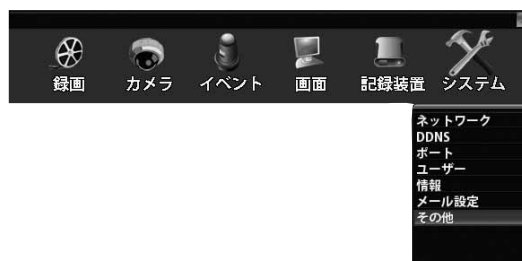 録画 カメラ イベント 画面 記録装置 システム
ネットワーク
DDNS
ポート
ユーザー
情報
メール設定
その他